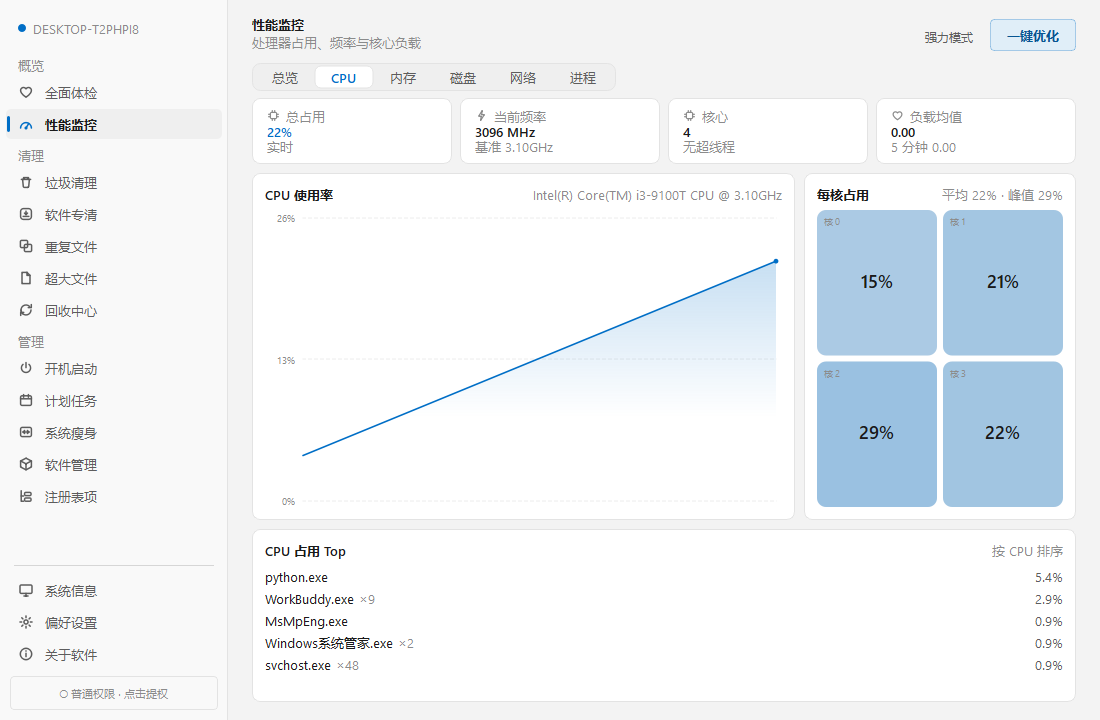 DESKTOP-T2PHPI8
概览
全面体检
性能监控
清理
垃圾清理
软件专清
重复文件
超大文件
回收中心
管理
开机启动
计划任务
系统瘦身
软件管理
注册表项
系统信息
偏好设置
关于软件
普通权限 · 点击提权
性能监控
处理器占用、频率与核心负载
强力模式
一键优化
总览 CPU 内存 磁盘 网络 进程
总占用
22%
实时
当前频率
3096 MHz
基准 3.10GHz
核心
4
无超线程
负载均值
0.00
5 分钟 0.00
CPU 使用率
Intel(R) Core(TM) i3-9100T CPU @ 3.10GHz
26%
13%
0%
每核占用
平均 22% · 峰值 29%
核 0
15%
核 1
21%
核 2
29%
核 3
22%
CPU 占用 Top
按 CPU 排序
python.exe 5.4%
WorkBuddy.exe ×9 2.9%
MsMpEng.exe 0.9%
Windows系统管家.exe ×2 0.9%
svchost.exe ×48 0.9%